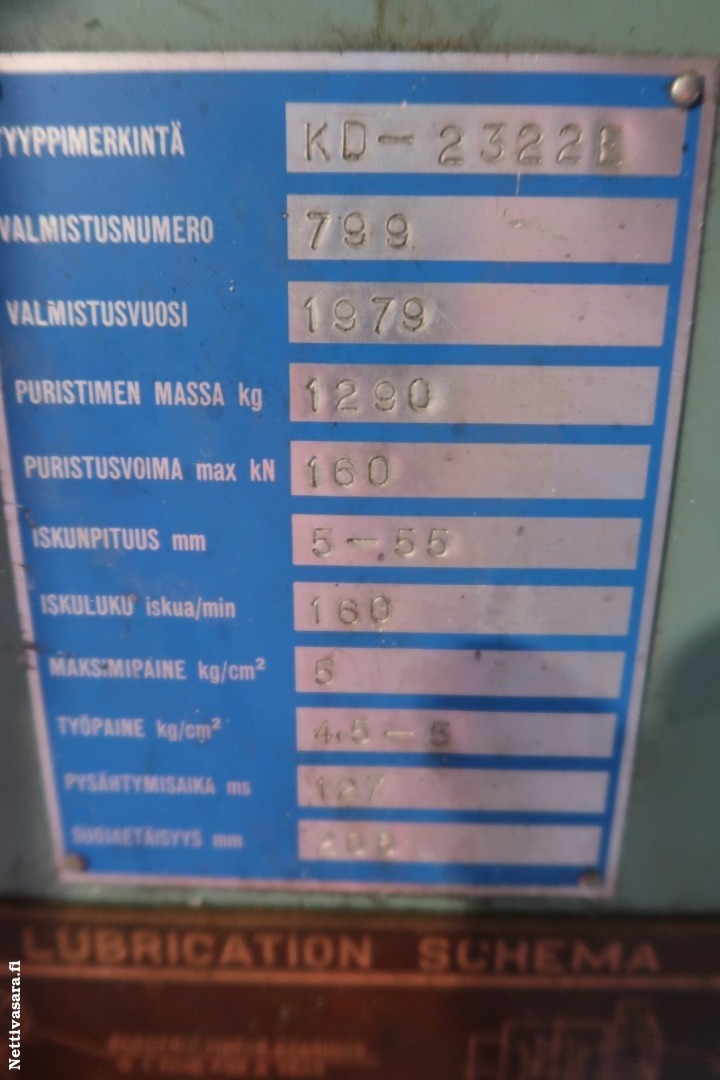 TYYPPIMERKINTÄ KD-2322E
VALMISTUSNUMERO 799
VALMISTUSVUOSI 1979
PURISTIMEN MASSA kg 1290
PURISTUSVOIMA max kN 160
ISKUNPITUUS mm 5-55
ISKULUKU iskua/min 160
MAKSIMIPAINE kg/cm² 5
TYÖPAINE kg/cm² 4,5-5
PYSÄHTYMISAIKA ms 127
SUOJAETÄISYYS mm
LUBRICATION SCHEMA
Nettivasara.fi